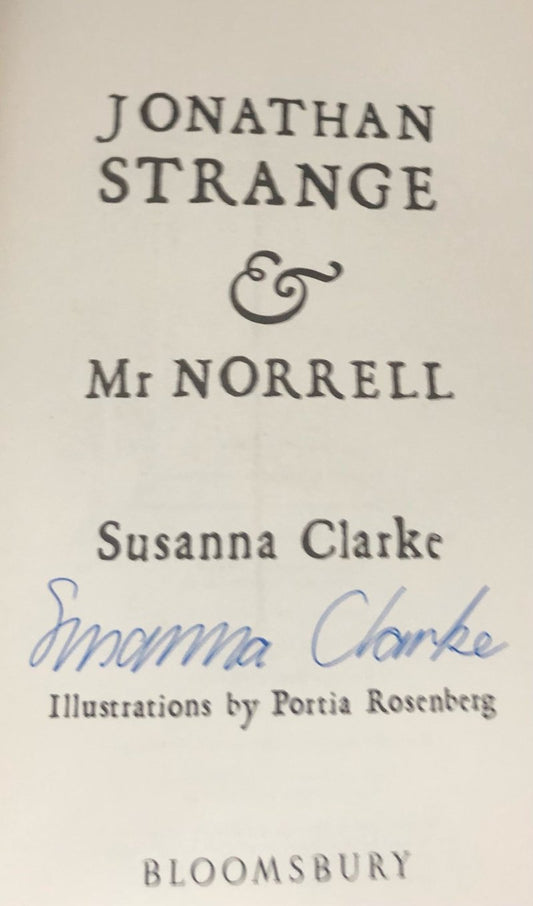 JONATHAN
STRANGE
&
Mr NORRELL
Susanna Clarke
Susanna Clarke
Illustrations by Portia Rosenberg
BLOOMSBURY